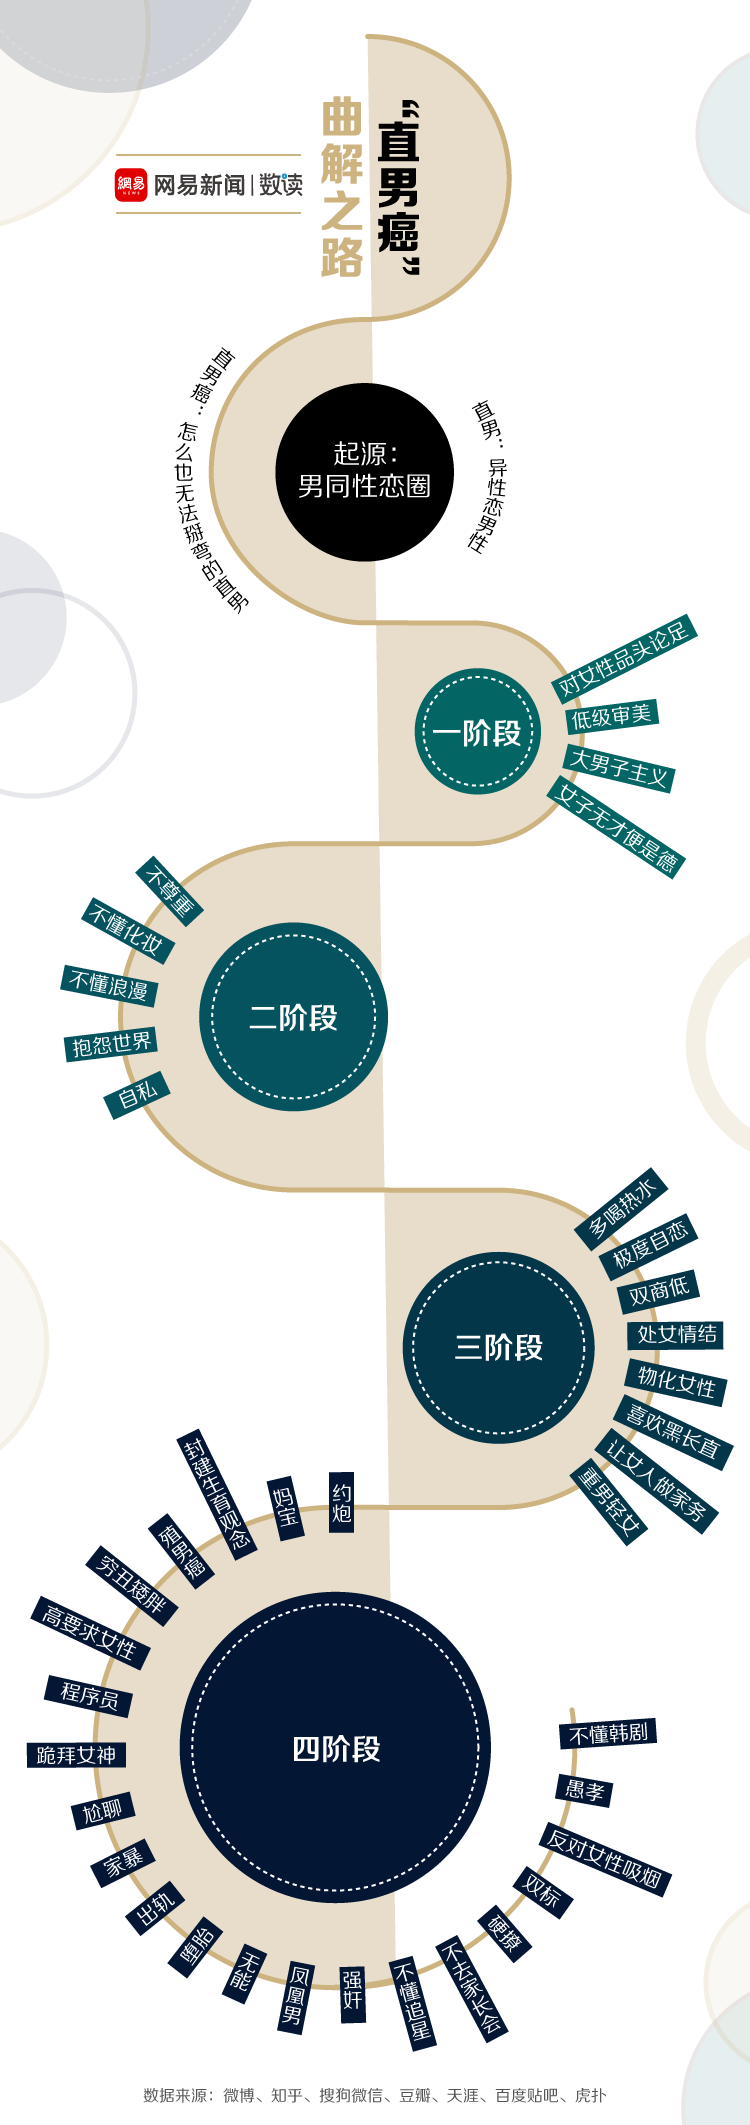 “直男癌”
曲解之路
網易
NEWS
网易新闻|数读
直男癌：怎么也无法掰弯的直男
起源：
男同性恋圈
直男：异性恋男性
一阶段
对女性品头论足
低级审美
大男子主义
女子无才便是德
二阶段
不尊重
不懂化妆
不懂浪漫
抱怨世界
自私
三阶段
多喝热水
极度自恋
双商低
处女情结
物化女性
喜欢黑长直
让女人做家务
重男轻女
四阶段
约炮
妈宝
封建生育观念
殖男癌
穷丑矮胖
高要求女性
程序员
跪拜女神
尬聊
家暴
出轨
堕胎
无能
凤凰男
强奸
不懂追星
不去家长会
硬撩
双标
反对女性吸烟
愚孝
不懂韩剧
数据来源：微博、知乎、搜狗微信、豆瓣、天涯、百度贴吧、虎扑